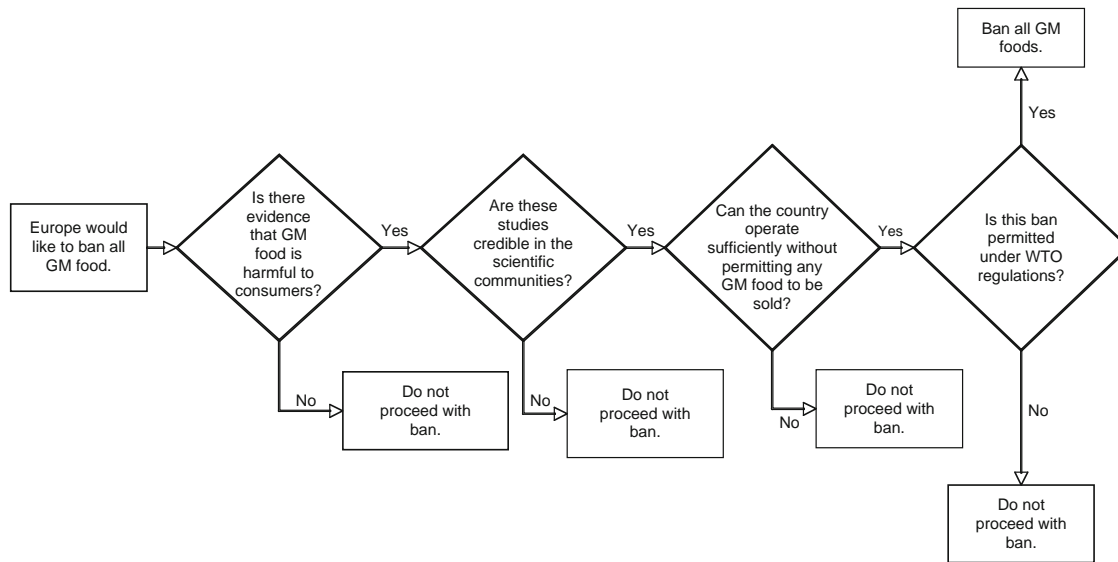 Ban all GM
foods.
Yes
Europe would
like to ban all
GM food.
Is there
evidence
that GM
food is
harmful to
consumers?
Yes
Are these
studies
credible in the
scientific
communities?
Yes
Can the country
operate
sufficiently without
permitting any
GM food to be
sold?
Yes
Is this ban
permitted
under WTO
regulations?
No
Do not
proceed with
ban.
No
Do not
proceed with
ban.
No
Do not
proceed with
ban.
No
Do not
proceed with
ban.